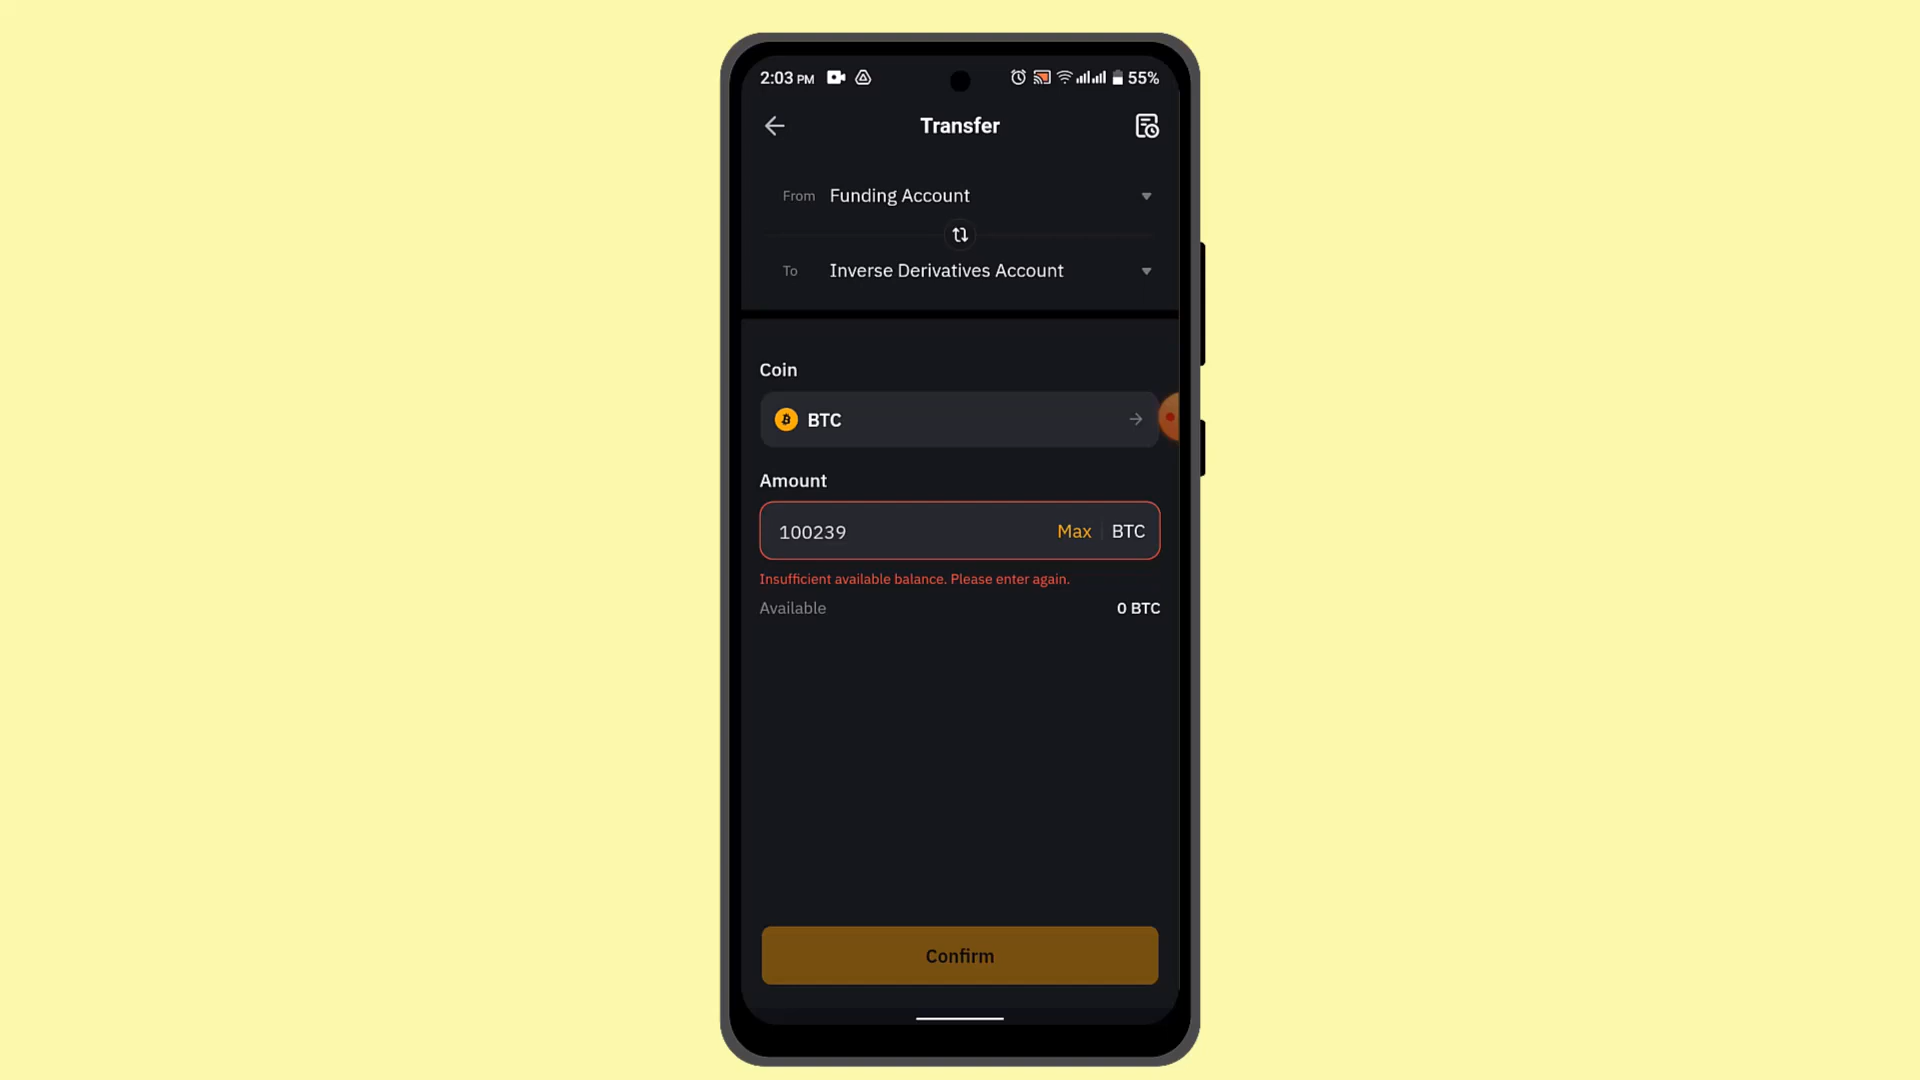 2:03 PM 55%
Transfer
From Funding Account
To Inverse Derivatives Account
Coin
BTC
Amount
100239 Max BTC
Insufficient available balance. Please enter again.
Available 0 BTC
Confirm